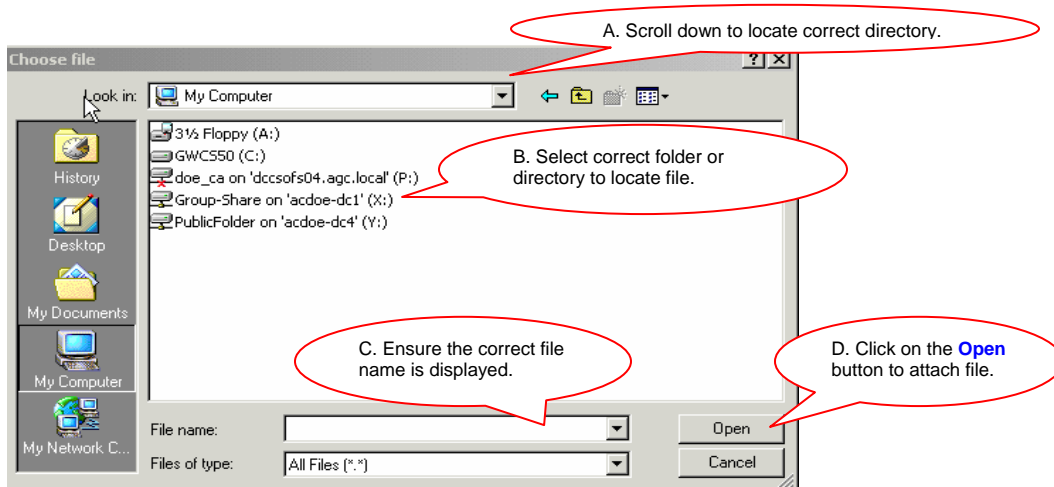 A. Scroll down to locate correct directory.
Choose file
Look in:
My Computer
3½ Floppy (A:)
GWCS50 (C:)
doe_ca on 'dccsofs04.agc.local' (P:)
Group-Share on 'acdoe-dc1' (X:)
PublicFolder on 'acdoe-dc4' (Y:)
B. Select correct folder or
directory to locate file.
History
Desktop
My Documents
My Computer
My Network C...
C. Ensure the correct file
name is displayed.
D. Click on the Open
button to attach file.
File name:
Open
Files of type:
All Files (*.*)
Cancel